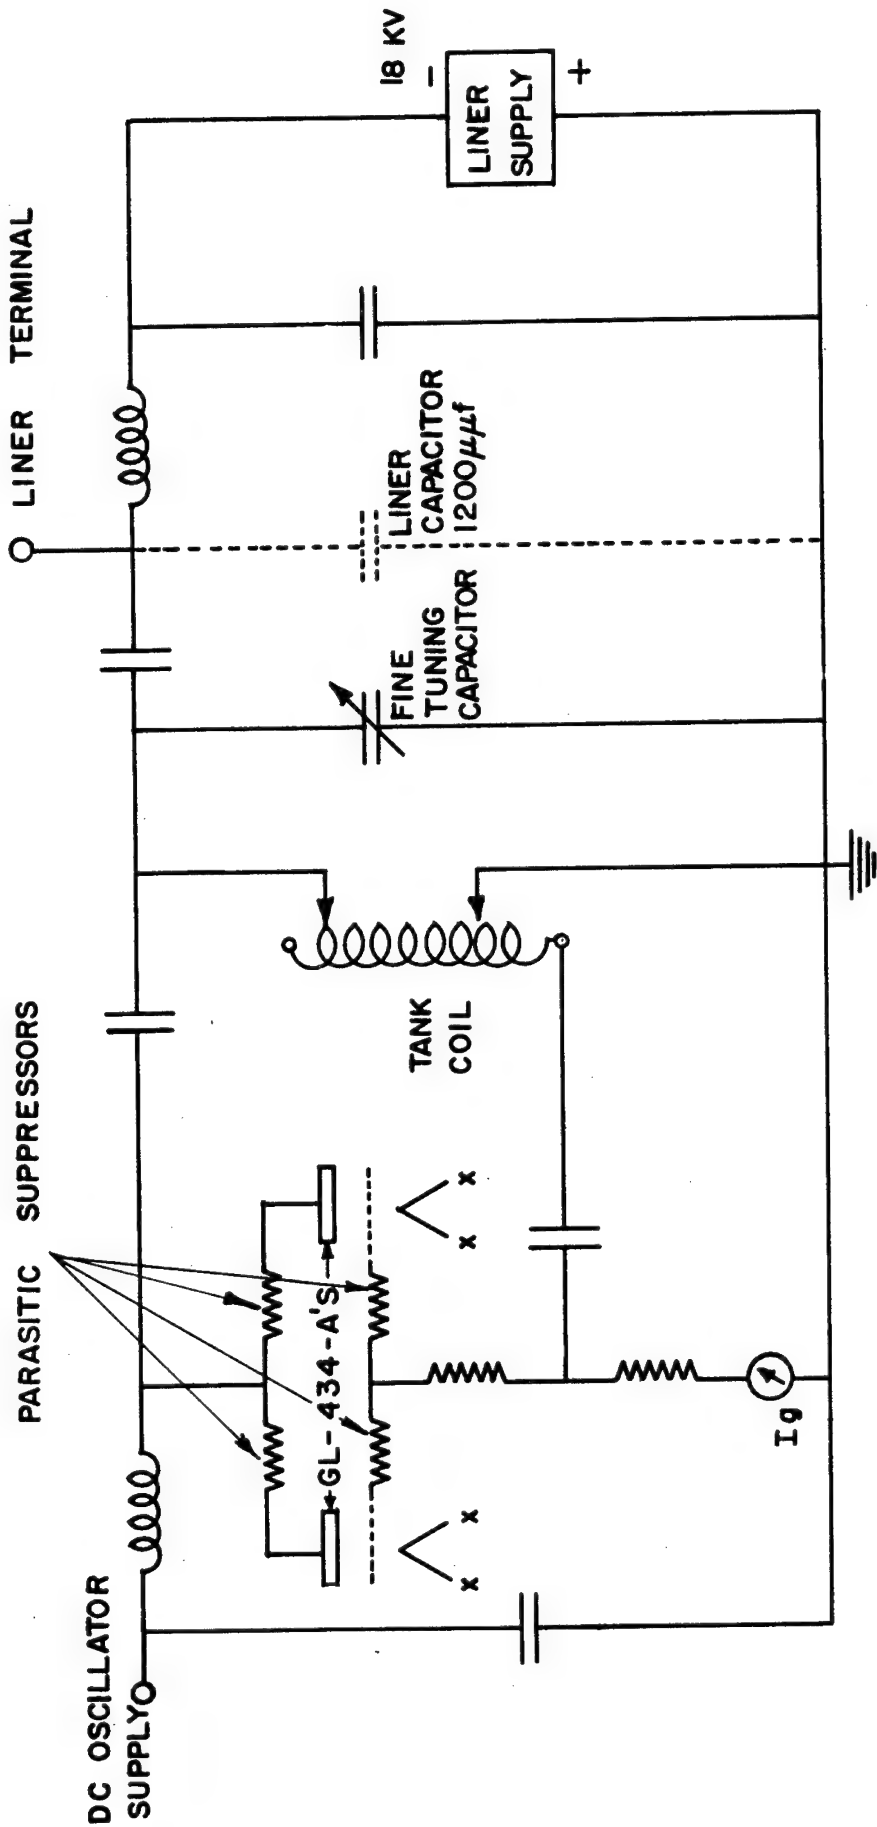 PARASITIC SUPPRESSORS
LINER TERMINAL
DC OSCILLATOR
SUPPLY
GL-434-A'S
x x
x x
Ig
TANK
COIL
FINE
TUNING
CAPACITOR
LINER
CAPACITOR
1200μμf
18 KV
−
LINER
SUPPLY
+